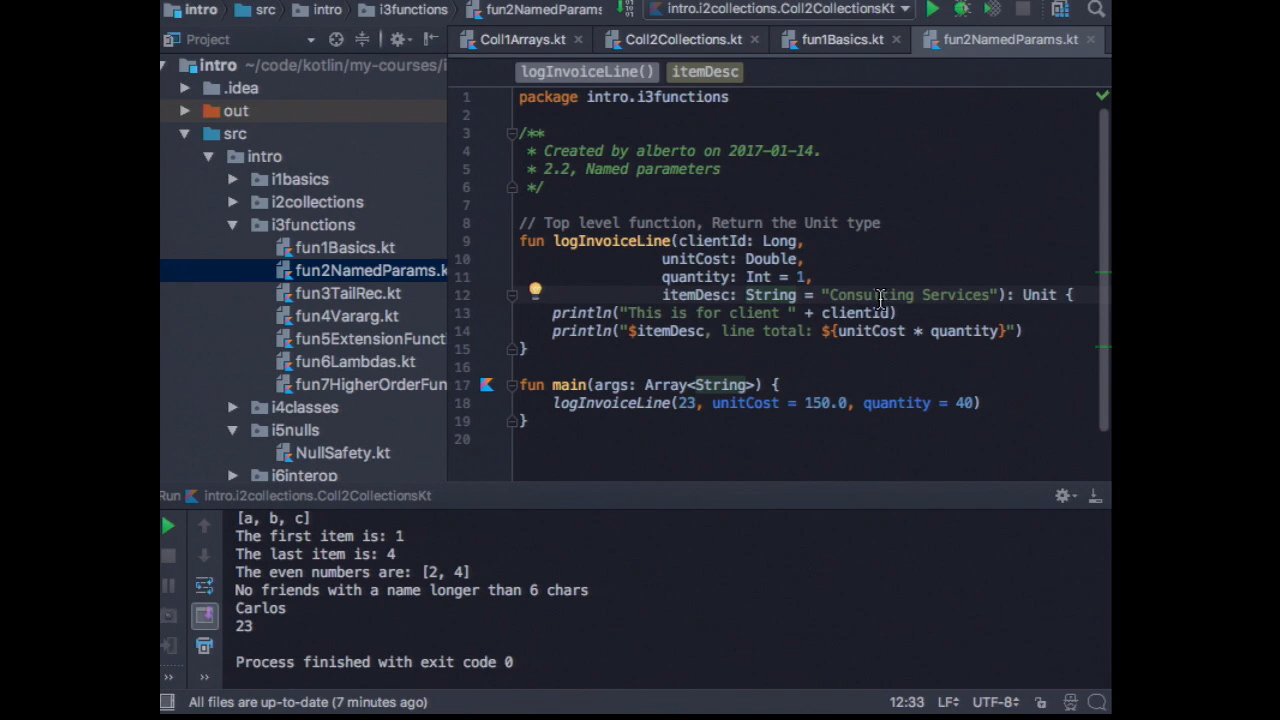 intro src intro i3functions fun2NamedParams intro.i2collections.Coll2CollectionsKt
Project
Coll1Arrays.kt Coll2Collections.kt fun1Basics.kt fun2NamedParams.kt
intro ~/code/kotlin/my-courses/i
.idea
out
src
intro
i1basics
i2collections
i3functions
fun1Basics.kt
fun2NamedParams.k
fun3TailRec.kt
fun4Vararg.kt
fun5ExtensionFuncti
fun6Lambdas.kt
fun7HigherOrderFun
i4classes
i5nulls
NullSafety.kt
i6interop
logInvoiceLine() itemDesc
1 package intro.i3functions
2
3 /**
4 * Created by alberto on 2017-01-14.
5 * 2.2, Named parameters
6 */
7
8 // Top level function, Return the Unit type
9 fun logInvoiceLine(clientId: Long,
10 unitCost: Double,
11 quantity: Int = 1,
12 itemDesc: String = "Consulting Services"): Unit {
13 println("This is for client " + clientId)
14 println("$itemDesc, line total: ${unitCost * quantity}")
15 }
16
17 fun main(args: Array<String>) {
18 logInvoiceLine(23, unitCost = 150.0, quantity = 40)
19 }
20
Run intro.i2collections.Coll2CollectionsKt
[a, b, c]
The first item is: 1
The last item is: 4
The even numbers are: [2, 4]
No friends with a name longer than 6 chars
Carlos
23
Process finished with exit code 0
All files are up-to-date (7 minutes ago) 12:33 LF UTF-8